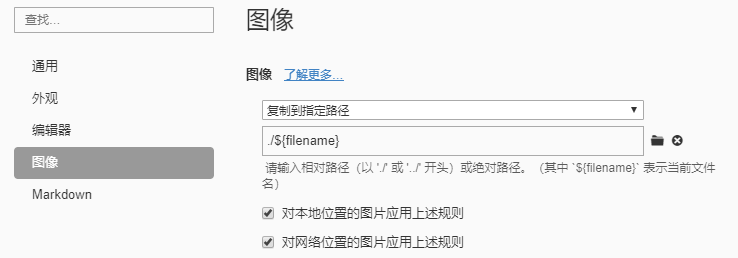 查找...
图像
通用
外观
编辑器
图像
Markdown
图像 了解更多...
复制到指定路径
./${filename}
请输入相对路径（以 './' 或 '../' 开头）或绝对路径。（其中 `${filename}` 表示当前文件
名）
对本地位置的图片应用上述规则
对网络位置的图片应用上述规则